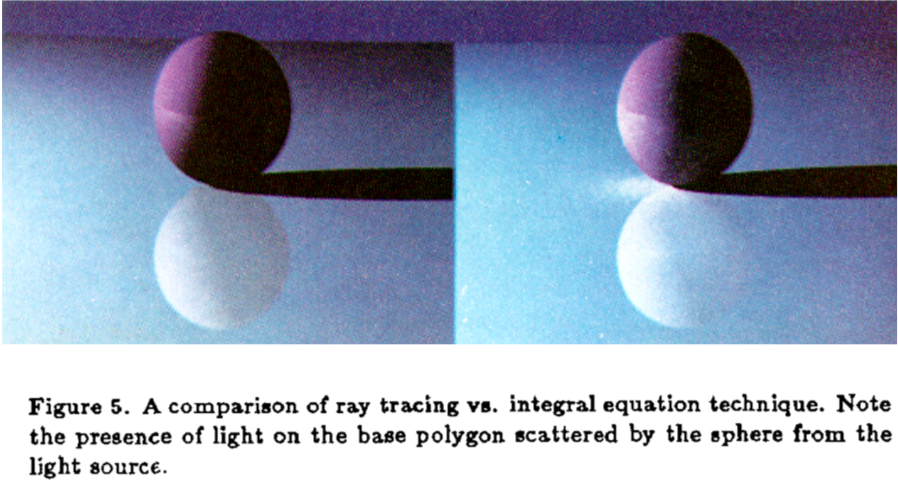 Figure 5. A comparison of ray tracing vs. integral equation technique. Note
the presence of light on the base polygon scattered by the sphere from the
light source.